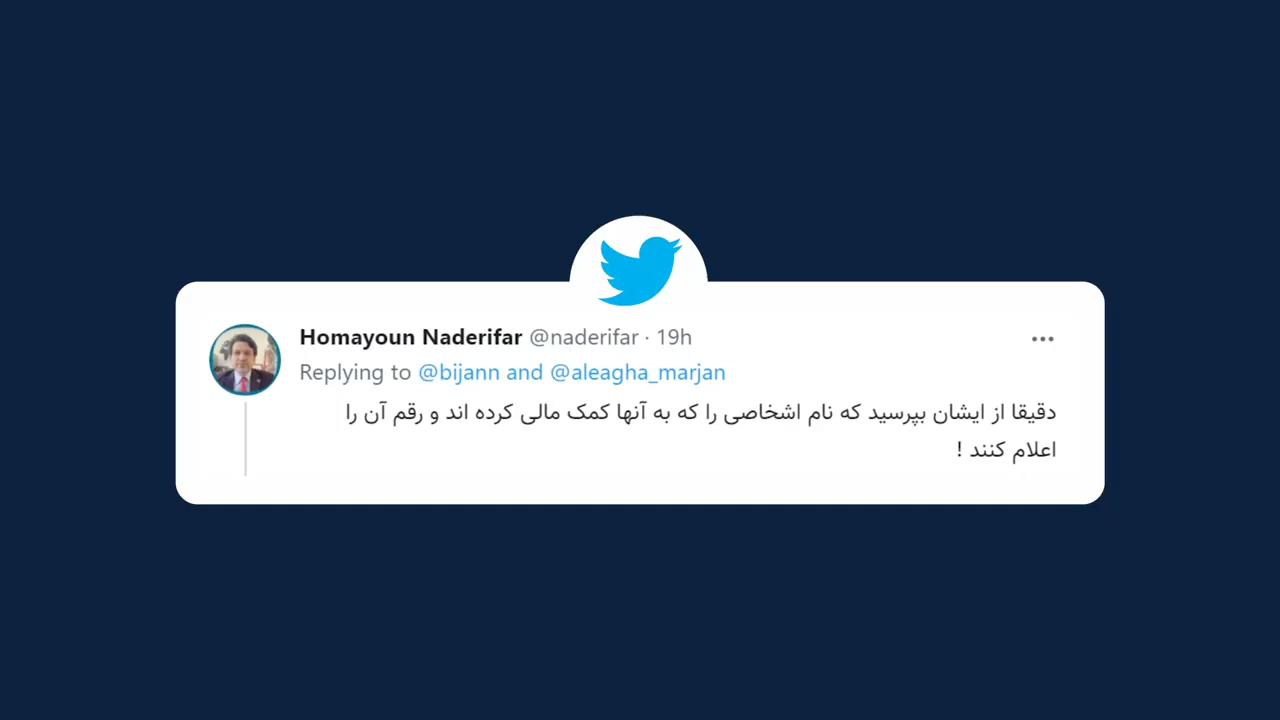 Homayoun Naderifar @naderifar · 19h
Replying to @bijann and @aleagha_marjan
دقیقا از ایشان بپرسید که نام اشخاصی را که به آنها کمک مالی کرده اند و رقم آن را
اعلام کنند !